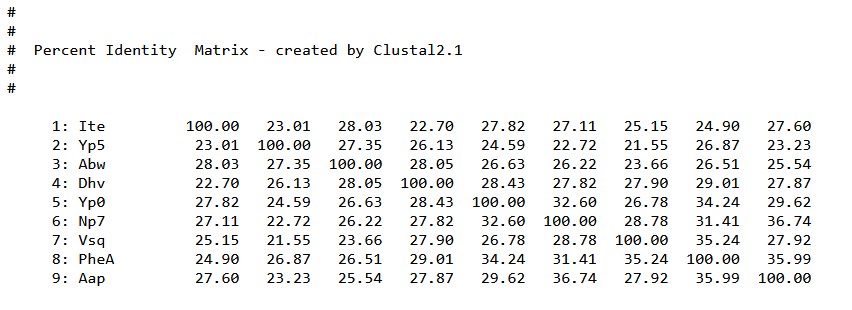 #
#
#  Percent Identity  Matrix - created by Clustal2.1
#
#
1: Ite 100.00 23.01 28.03 22.70 27.82 27.11 25.15 24.90 27.60
2: Yp5 23.01 100.00 27.35 26.13 24.59 22.72 21.55 26.87 23.23
3: Abw 28.03 27.35 100.00 28.05 26.63 26.22 23.66 26.51 25.54
4: Dhv 22.70 26.13 28.05 100.00 28.43 27.82 27.90 29.01 27.87
5: Yp0 27.82 24.59 26.63 28.43 100.00 32.60 26.78 34.24 29.62
6: Np7 27.11 22.72 26.22 27.82 32.60 100.00 28.78 31.41 36.74
7: Vsq 25.15 21.55 23.66 27.90 26.78 28.78 100.00 35.24 27.92
8: PheA 24.90 26.87 26.51 29.01 34.24 31.41 35.24 100.00 35.99
9: Aap 27.60 23.23 25.54 27.87 29.62 36.74 27.92 35.99 100.00